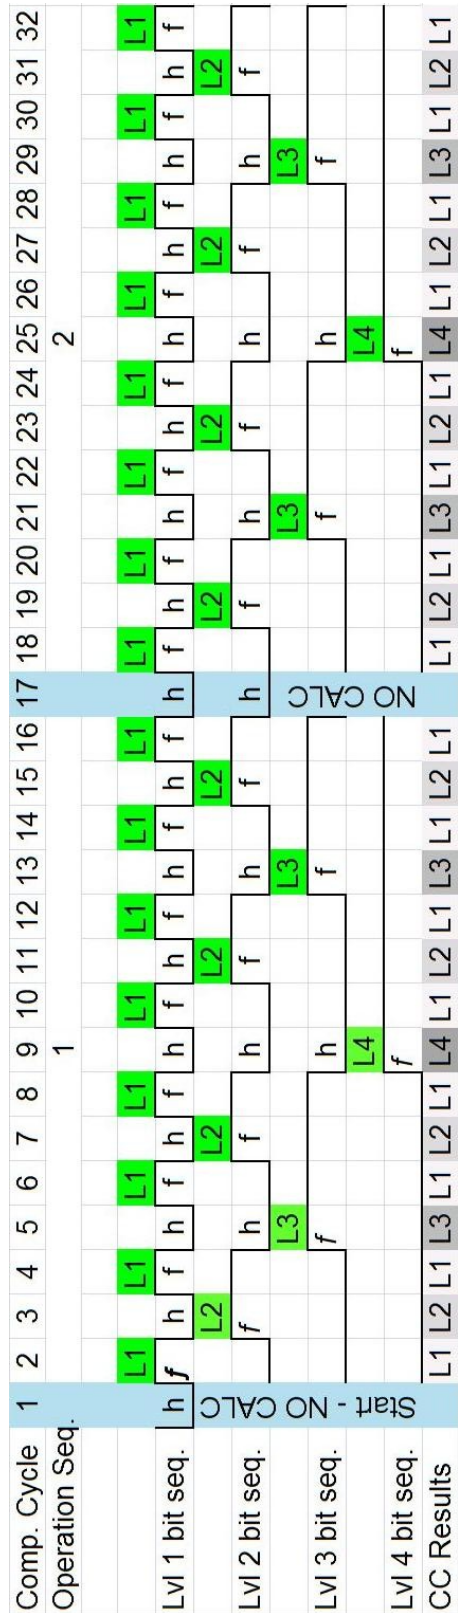 Comp. Cycle 1 2 3 4 5 6 7 8 9 10 11 12 13 14 15 16 17 18 19 20 21 22 23 24 25 26 27 28 29 30 31 32
Operation Seq. 1 2
L1 L1 L1 L1 L1 L1 L1 L1 L1 L1 L1 L1 L1 L1 L1 L1
Lvl 1 bit seq. h f h f h f h f h f h f h f h f h f h f h f h f h f h f h f h f
L2 L2 L2 L2 L2 L2 L2 L2
Lvl 2 bit seq. f h f h f h f h f h f h f h f
L3 L3 L3 L3
Lvl 3 bit seq. f h f f h f
L4 L4
Lvl 4 bit seq. f f
CC Results L1 L2 L1 L3 L1 L2 L1 L4 L1 L2 L1 L3 L1 L2 L1 L1 L2 L1 L3 L1 L2 L1 L4 L1 L2 L1 L3 L1 L2 L1
Start - NO CALC
NO CALC